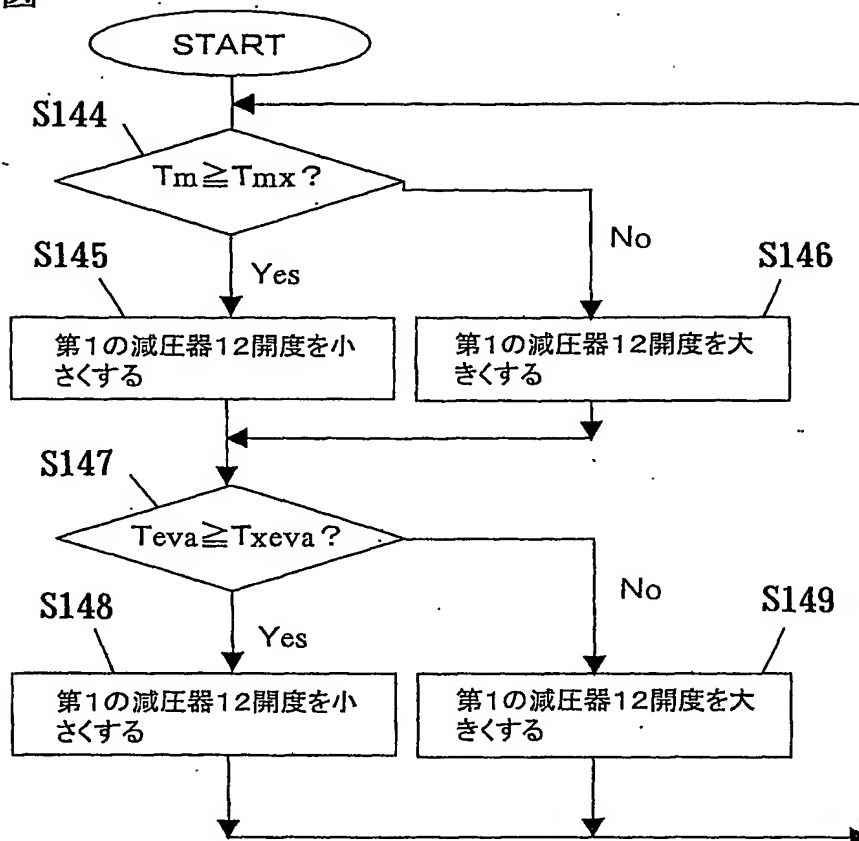 図
START
S144
Tm≧Tmx?
S145
Yes
No
S146
第1の減圧器12開度を小
さくする
第1の減圧器12開度を大
きくする
S147
Teva≧Txeva?
S148
Yes
No
S149
第1の減圧器12開度を小
さくする
第1の減圧器12開度を大
きくする